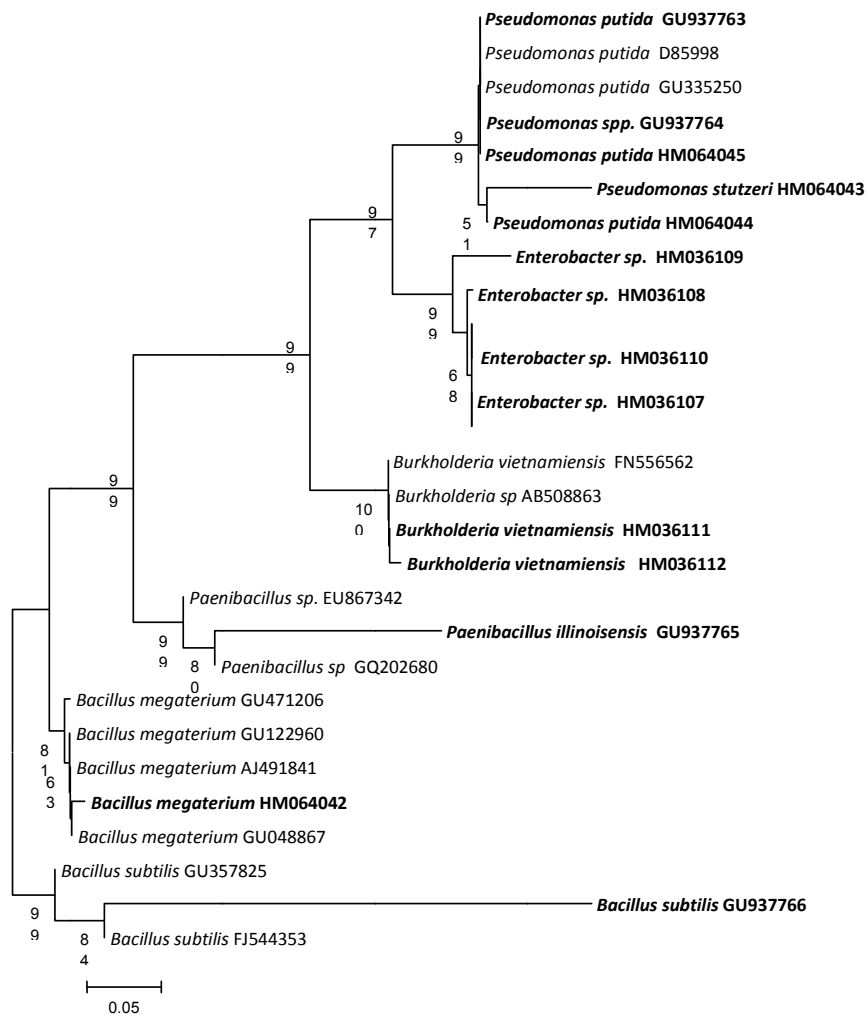 Pseudomonas putida GU937763
Pseudomonas putida D85998
Pseudomonas putida GU335250
Pseudomonas spp. GU937764
9
9
Pseudomonas putida HM064045
Pseudomonas stutzeri HM064043
9
7
Pseudomonas putida HM064044
5
1
Enterobacter sp. HM036109
Enterobacter sp. HM036108
9
9
Enterobacter sp. HM036110
9
9
6
8
Enterobacter sp. HM036107
Burkholderia vietnamiensis FN556562
9
9
Burkholderia sp AB508863
10
0
Burkholderia vietnamiensis HM036111
Burkholderia vietnamiensis HM036112
Paenibacillus sp. EU867342
Paenibacillus illinoisensis GU937765
9
9
8
0
Paenibacillus sp GQ202680
Bacillus megaterium GU471206
Bacillus megaterium GU122960
8
1
Bacillus megaterium AJ491841
6
3
Bacillus megaterium HM064042
Bacillus megaterium GU048867
Bacillus subtilis GU357825
Bacillus subtilis GU937766
9
9
8
4
Bacillus subtilis FJ544353
0.05